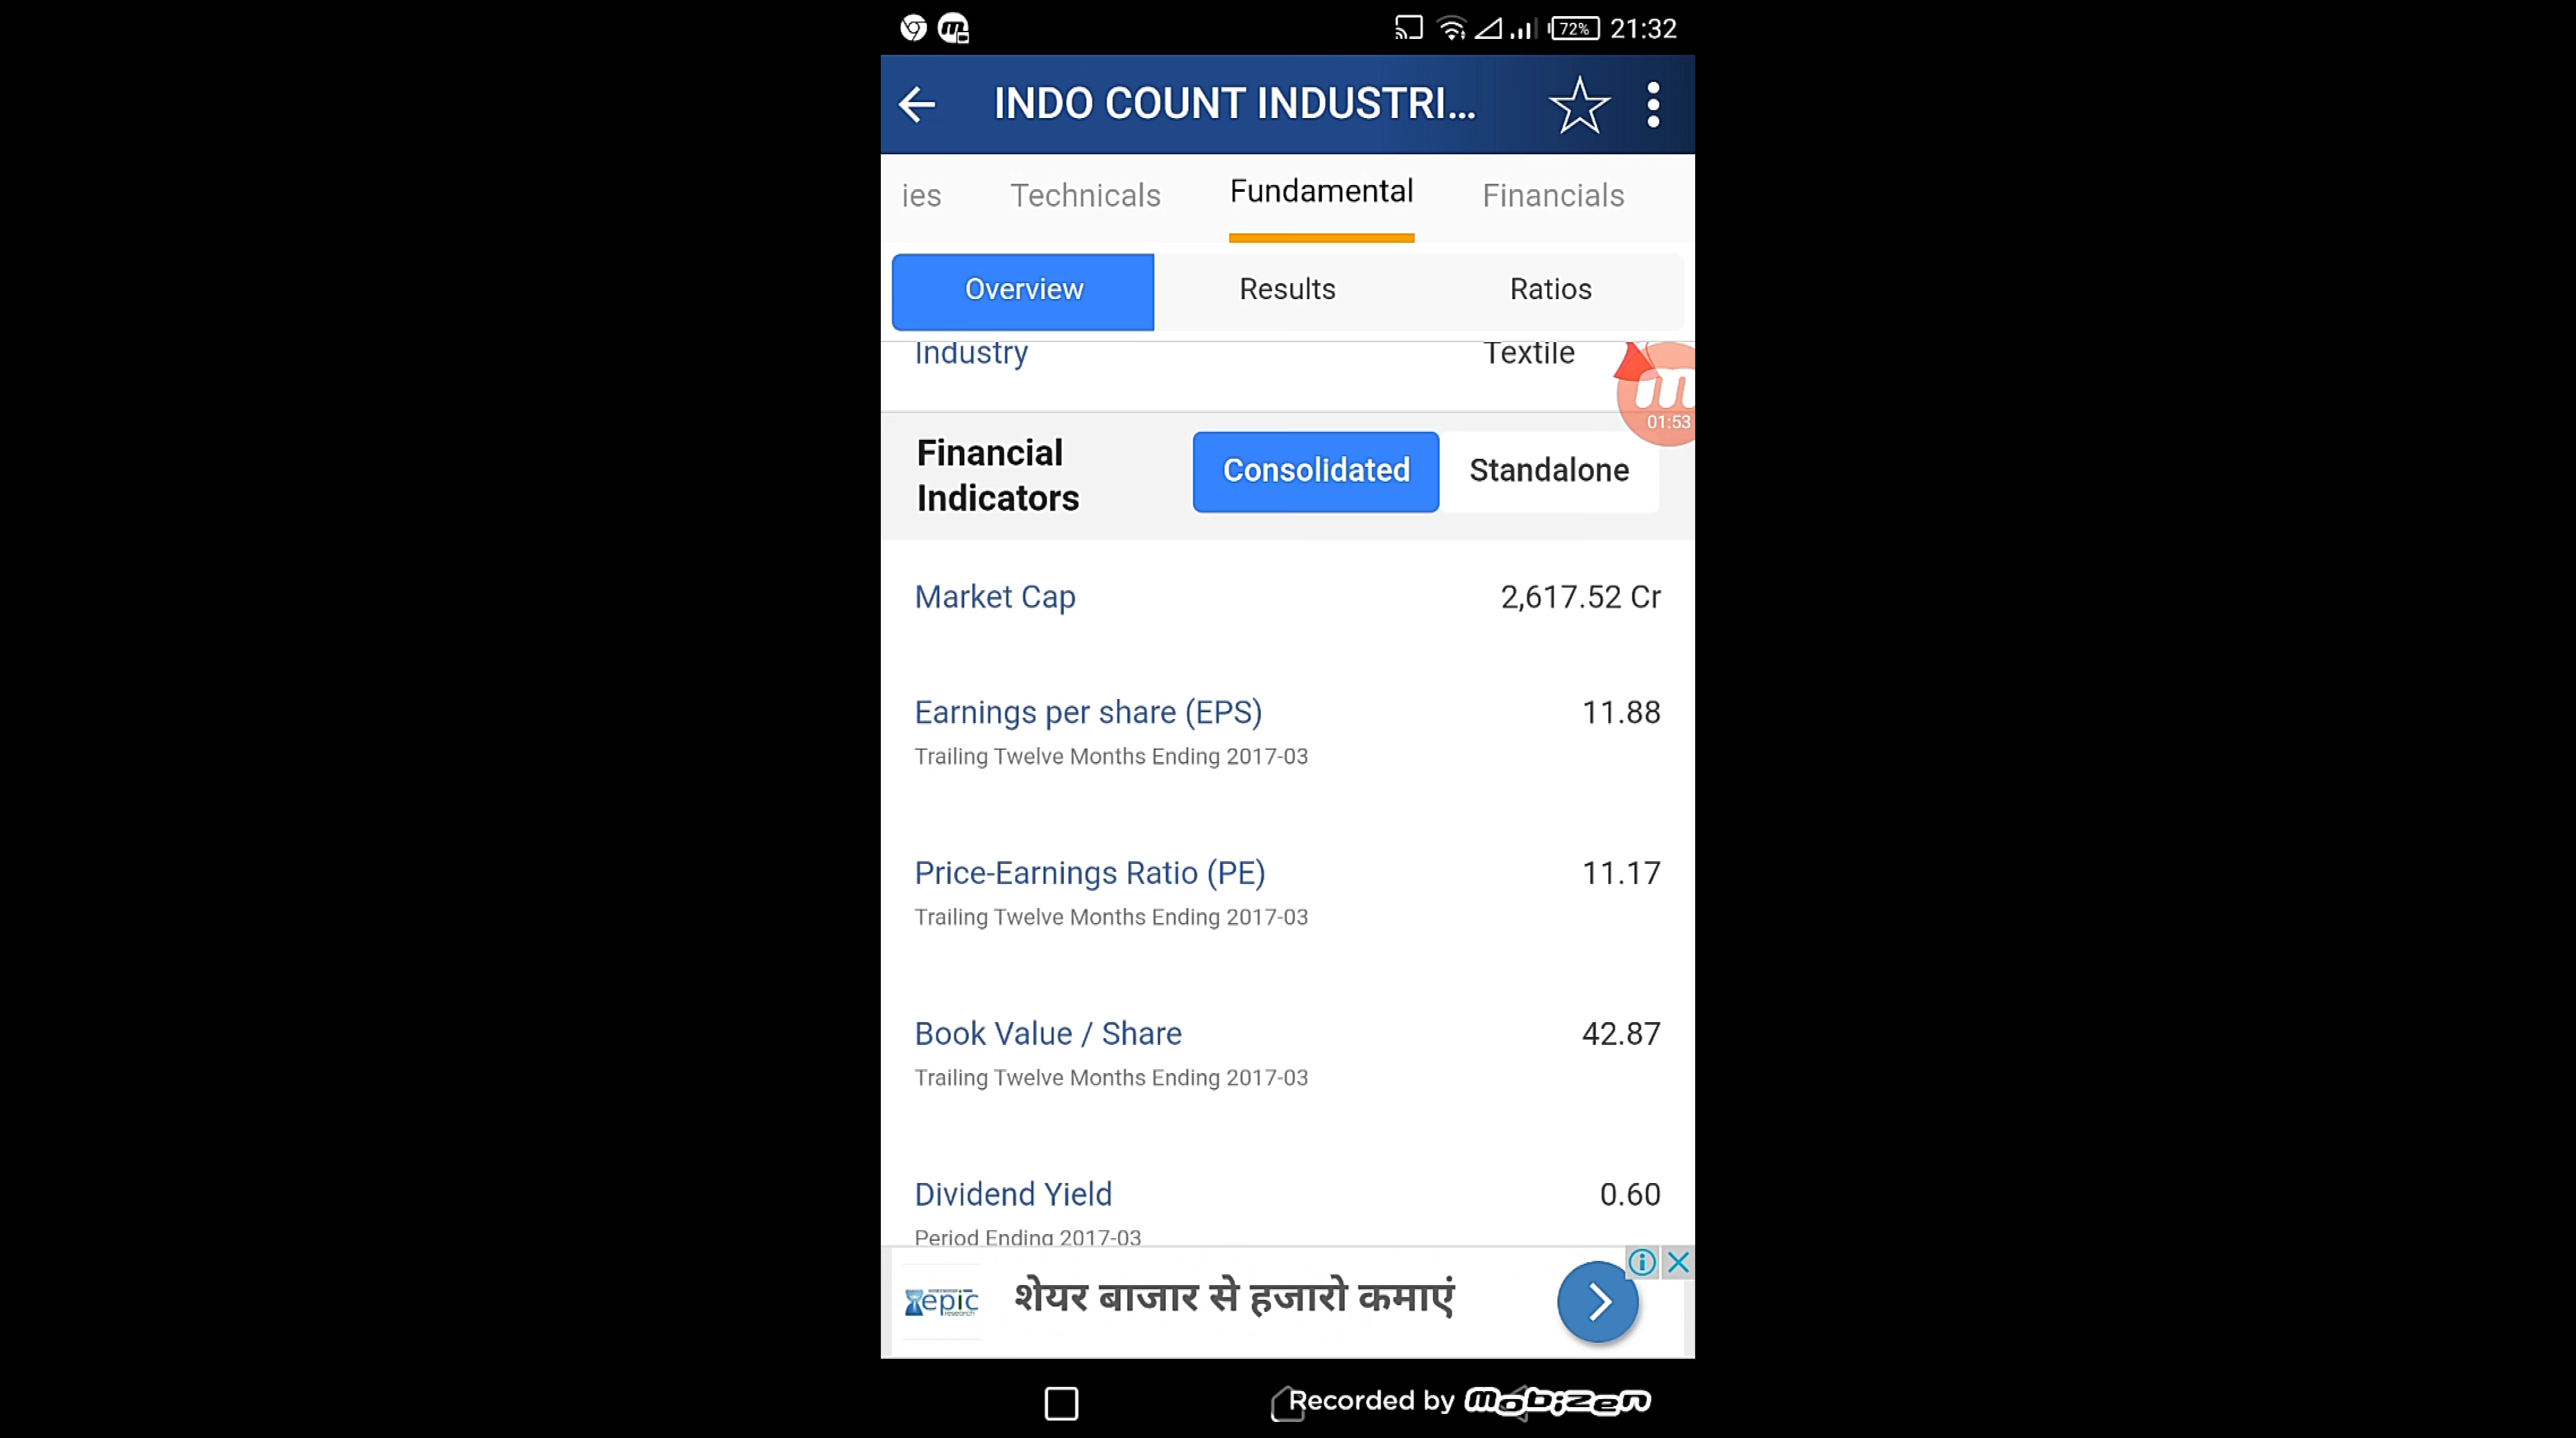 72% 21:32
INDO COUNT INDUSTRI...
ies Technicals Fundamental Financials
Overview Results Ratios
Industry Textile
01:53
Financial
Indicators
Consolidated Standalone
Market Cap 2,617.52 Cr
Earnings per share (EPS) 11.88
Trailing Twelve Months Ending 2017-03
Price-Earnings Ratio (PE) 11.17
Trailing Twelve Months Ending 2017-03
Book Value / Share 42.87
Trailing Twelve Months Ending 2017-03
Dividend Yield 0.60
Period Ending 2017-03
epic
research
शेयर बाजार से हजारो कमाएं
Recorded by mobizen